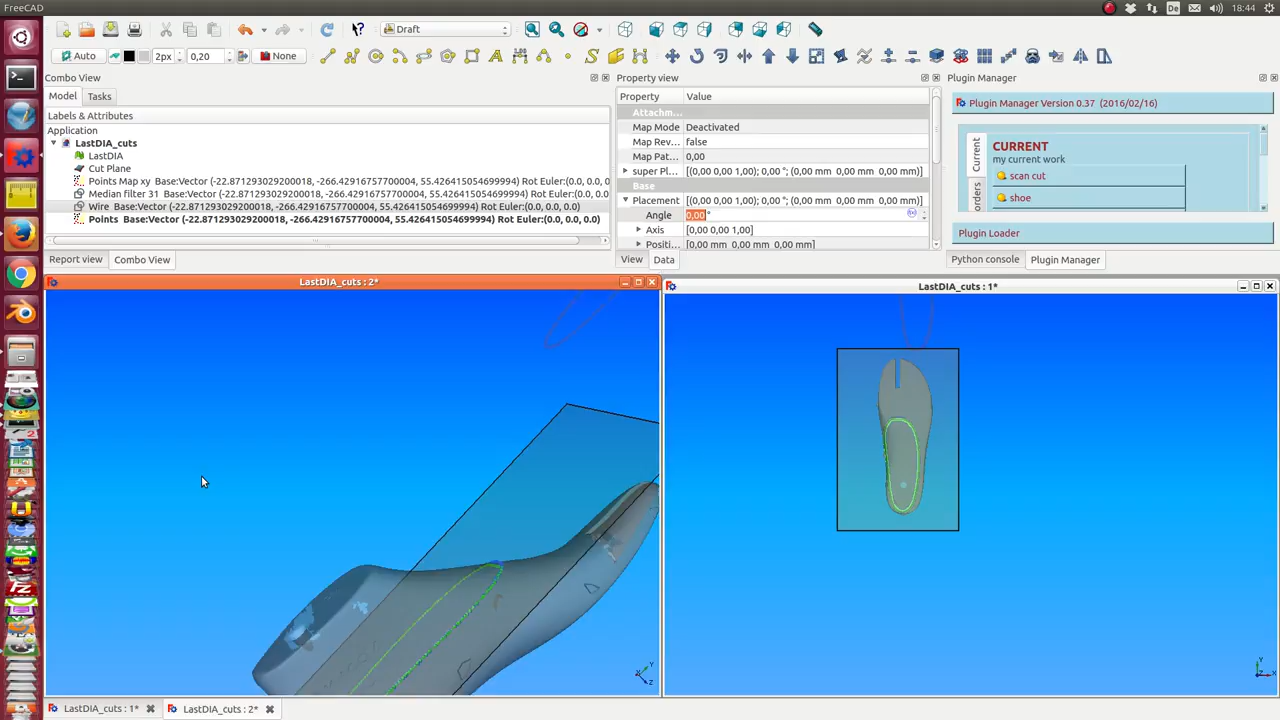 FreeCAD
De
18:44
Draft
Auto
2px
0,20
None
Combo View
Property view
Plugin Manager
Model
Tasks
Property
Value
Plugin Manager Version 0.37 (2016/02/16)
Labels & Attributes
Attachm...
Application
Map Mode
Deactivated
LastDIA_cuts
Map Rev...
false
CURRENT
LastDIA
Map Pat...
0,00
my current work
Cut Plane
super Pl...
[(0,00 0,00 1,00); 0,00 °; (0,00 mm 0,00 mm 0,00 mm)]
scan cut
Points Map xy Base:Vector (-22.871293029200018, -266.42916757700004, 55.426415054699994) Rot Euler:(0.0, 0.0, 0
Base
Median filter 31 Base:Vector (-22.871293029200018, -266.42916757700004, 55.426415054699994) Rot Euler:(0.0, 0.0, 0.
shoe
Wire Base:Vector (-22.871293029200018, -266.42916757700004, 55.426415054699994) Rot Euler:(0.0, 0.0, 0.0)
Placement
[(0,00 0,00 1,00); 0,00 °; (0,00 mm 0,00 mm 0,00 mm)]
Points Base:Vector (-22.871293029200018, -266.42916757700004, 55.426415054699994) Rot Euler:(0.0, 0.0, 0.0)
Angle
0,00 °
Axis
[0,00 0,00 1,00]
Positi...
[0,00 mm 0,00 mm 0,00 mm]
Current
orders
Plugin Loader
Report view
Combo View
View
Data
Python console
Plugin Manager
LastDIA_cuts : 2*
LastDIA_cuts : 1*
LastDIA_cuts : 1*
LastDIA_cuts : 2*